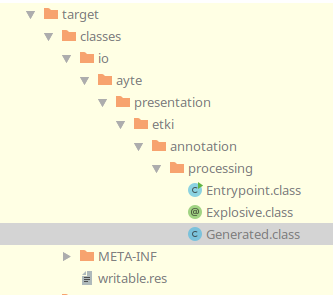 target
classes
io
ayte
presentation
etki
annotation
processing
Entrypoint.class
Explosive.class
Generated.class
META-INF
writable.res